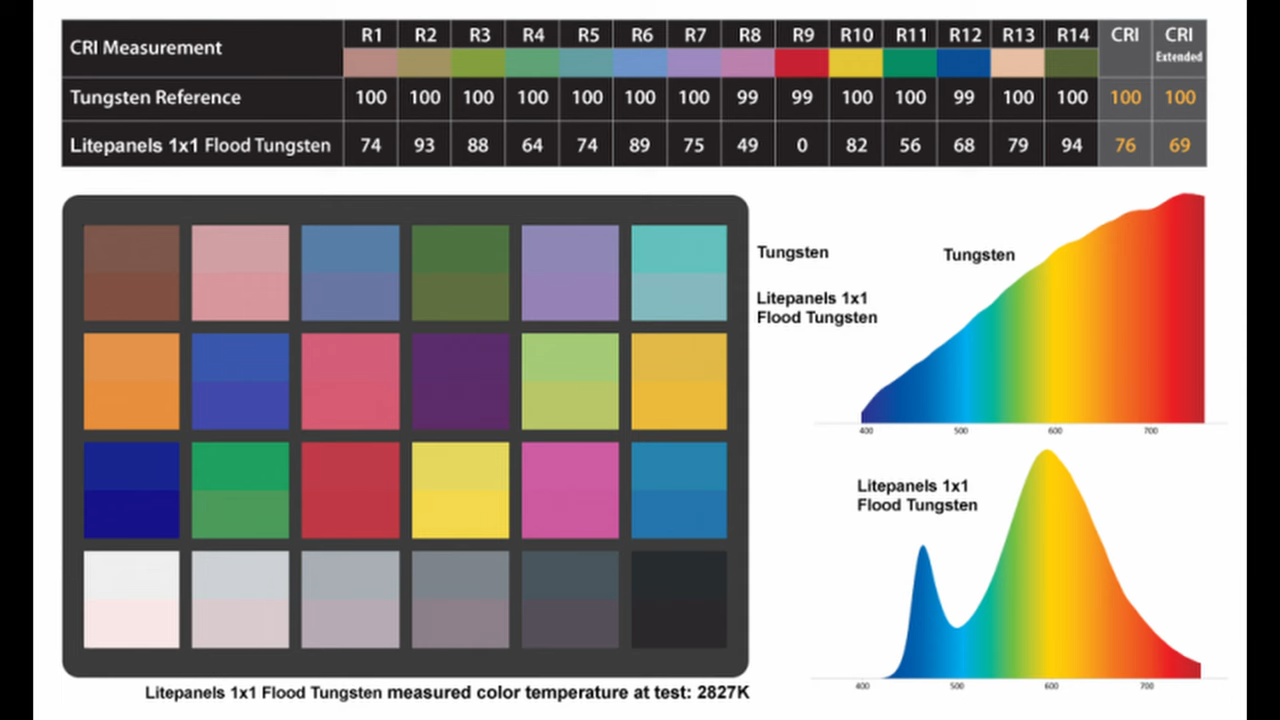 CRI Measurement R1 R2 R3 R4 R5 R6 R7 R8 R9 R10 R11 R12 R13 R14 CRI CRI Extended
Tungsten Reference 100 100 100 100 100 100 100 99 99 100 100 99 100 100 100 100
Litepanels 1x1 Flood Tungsten 74 93 88 64 74 89 75 49 0 82 56 68 79 94 76 69
Tungsten
Litepanels 1x1
Flood Tungsten
Tungsten
400 500 600 700
Litepanels 1x1
Flood Tungsten
400 500 600 700
Litepanels 1x1 Flood Tungsten measured color temperature at test: 2827K